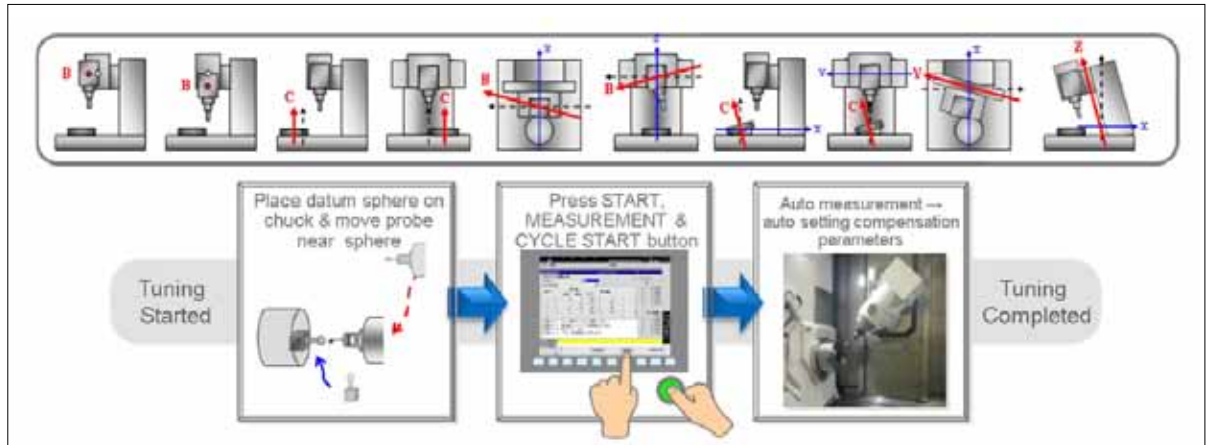 B
B
C
C
B
Z
B
X
C
Y
C
X
Y
X
Z
X
Place datum sphere on
chuck & move probe
near sphere
Press START,
MEASUREMENT &
CYCLE START button
Auto measurement →
auto setting compensation
parameters
Tuning
Started
Tuning
Completed